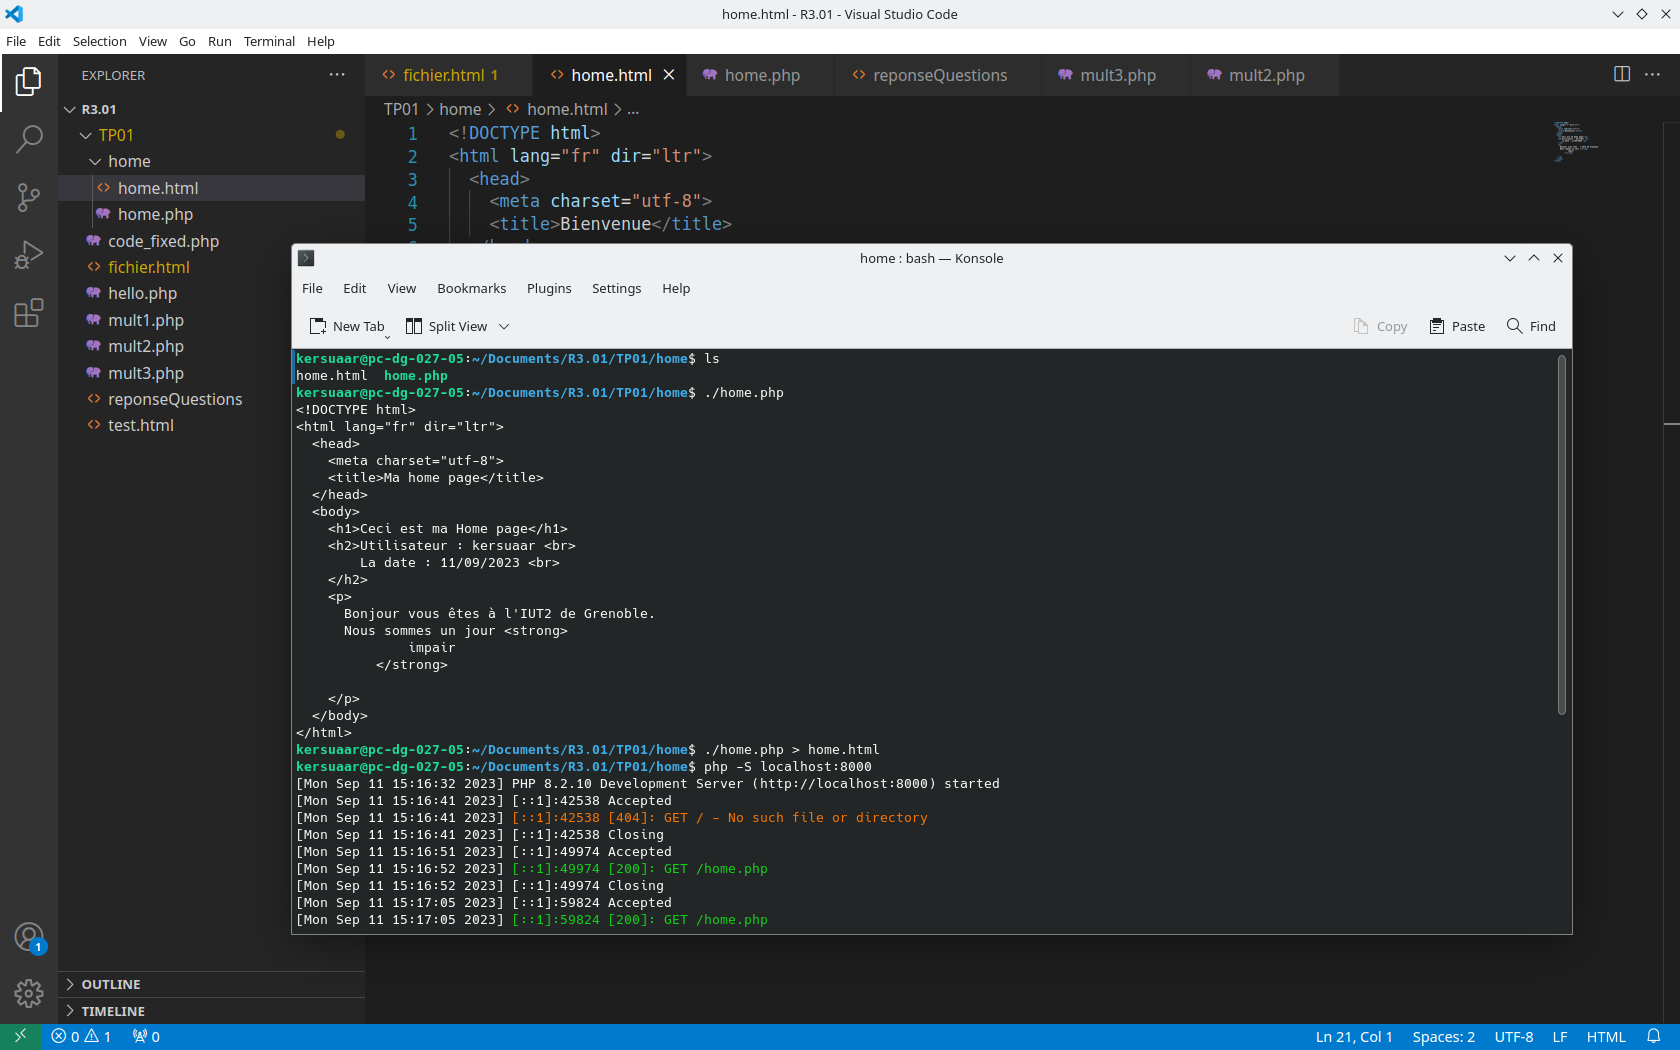 home.html - R3.01 - Visual Studio Code
File Edit Selection View Go Run Terminal Help
EXPLORER
fichier.html 1 home.html home.php reponseQuestions mult3.php mult2.php
R3.01
TP01
home
home.html
home.php
code_fixed.php
fichier.html
hello.php
mult1.php
mult2.php
mult3.php
reponseQuestions
test.html
OUTLINE
TIMELINE
TP01 > home > home.html > ...
1 <!DOCTYPE html>
2 <html lang="fr" dir="ltr">
3 <head>
4 <meta charset="utf-8">
5 <title>Bienvenue</title>
home : bash — Konsole
File Edit View Bookmarks Plugins Settings Help
New Tab Split View Copy Paste Find
kersuaar@pc-dg-027-05:~/Documents/R3.01/TP01/home$ ls
home.html home.php
kersuaar@pc-dg-027-05:~/Documents/R3.01/TP01/home$ ./home.php
<!DOCTYPE html>
<html lang="fr" dir="ltr">
<head>
<meta charset="utf-8">
<title>Ma home page</title>
</head>
<body>
<h1>Ceci est ma Home page</h1>
<h2>Utilisateur : kersuaar <br>
La date : 11/09/2023 <br>
</h2>
<p>
Bonjour vous êtes à l'IUT2 de Grenoble.
Nous sommes un jour <strong>
impair
</strong>
</p>
</body>
</html>
kersuaar@pc-dg-027-05:~/Documents/R3.01/TP01/home$ ./home.php > home.html
kersuaar@pc-dg-027-05:~/Documents/R3.01/TP01/home$ php -S localhost:8000
[Mon Sep 11 15:16:32 2023] PHP 8.2.10 Development Server (http://localhost:8000) started
[Mon Sep 11 15:16:41 2023] [::1]:42538 Accepted
[Mon Sep 11 15:16:41 2023] [::1]:42538 [404]: GET / - No such file or directory
[Mon Sep 11 15:16:41 2023] [::1]:42538 Closing
[Mon Sep 11 15:16:51 2023] [::1]:49974 Accepted
[Mon Sep 11 15:16:52 2023] [::1]:49974 [200]: GET /home.php
[Mon Sep 11 15:16:52 2023] [::1]:49974 Closing
[Mon Sep 11 15:17:05 2023] [::1]:59824 Accepted
[Mon Sep 11 15:17:05 2023] [::1]:59824 [200]: GET /home.php
1
0 1 0 Ln 21, Col 1 Spaces: 2 UTF-8 LF HTML